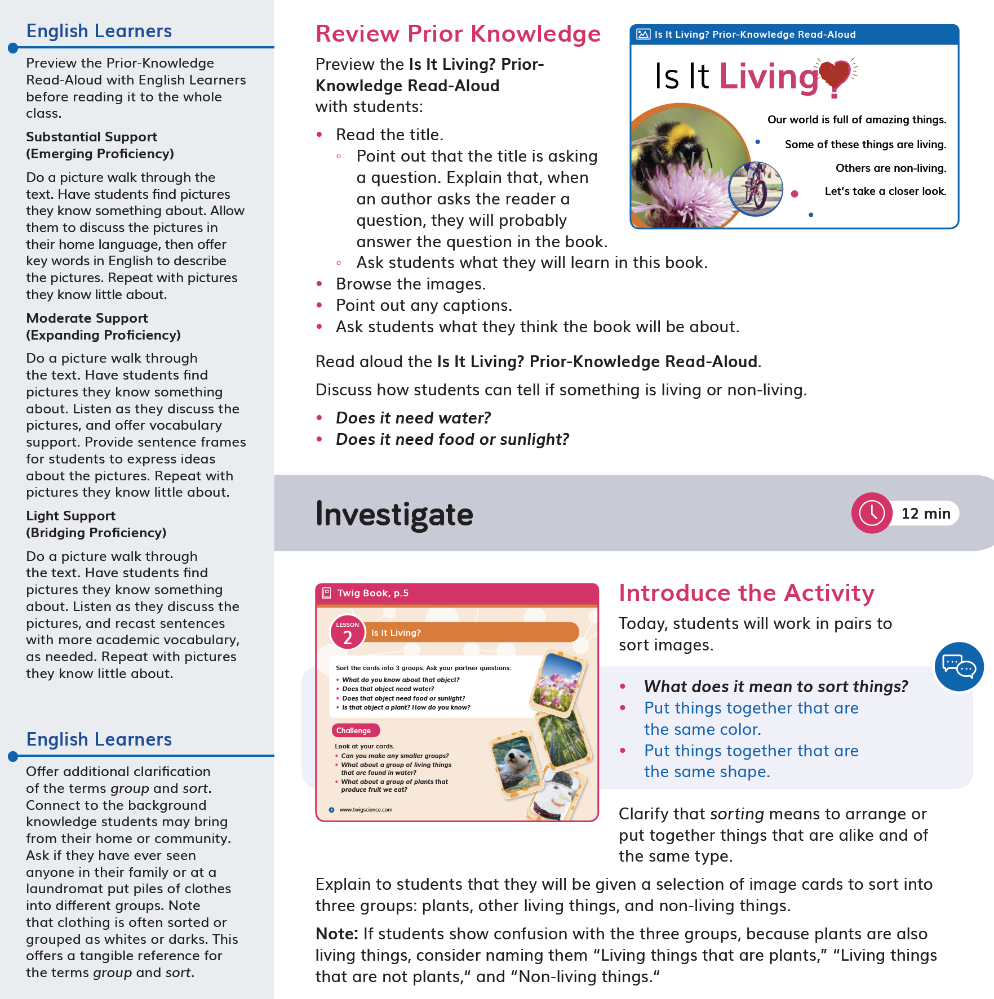 English Learners
Preview the Prior-Knowledge
Read-Aloud with English Learners
before reading it to the whole
class.
Substantial Support
(Emerging Proficiency)
Do a picture walk through the
text. Have students find pictures
they know something about. Allow
them to discuss the pictures in
their home language, then offer
key words in English to describe
the pictures. Repeat with pictures
they know little about.
Moderate Support
(Expanding Proficiency)
Do a picture walk through
the text. Have students find
pictures they know something
about. Listen as they discuss the
pictures, and offer vocabulary
support. Provide sentence frames
for students to express ideas
about the pictures. Repeat with
pictures they know little about.
Light Support
(Bridging Proficiency)
Do a picture walk through
the text. Have students find
pictures they know something
about. Listen as they discuss the
pictures, and recast sentences
with more academic vocabulary,
as needed. Repeat with pictures
they know little about.
English Learners
Offer additional clarification
of the terms group and sort.
Connect to the background
knowledge students may bring
from their home or community.
Ask if they have ever seen
anyone in their family or at a
laundromat put piles of clothes
into different groups. Note
that clothing is often sorted or
grouped as whites or darks. This
offers a tangible reference for
the terms group and sort.
Review Prior Knowledge
Preview the Is It Living? Prior-
Knowledge Read-Aloud
with students:
• Read the title.
◦ Point out that the title is asking
a question. Explain that, when
an author asks the reader a
question, they will probably
answer the question in the book.
◦ Ask students what they will learn in this book.
• Browse the images.
• Point out any captions.
• Ask students what they think the book will be about.
Read aloud the Is It Living? Prior-Knowledge Read-Aloud.
Discuss how students can tell if something is living or non-living.
• Does it need water?
• Does it need food or sunlight?
Is It Living? Prior-Knowledge Read-Aloud
Is It Living?
Our world is full of amazing things.
Some of these things are living.
Others are non-living.
Let's take a closer look.
Investigate
12 min
Twig Book, p.5
LESSON
2
Is It Living?
Sort the cards into 3 groups. Ask your partner questions:
• What do you know about that object?
• Does that object need water?
• Does that object need food or sunlight?
• Is that object a plant? How do you know?
Challenge
Look at your cards.
• Can you make any smaller groups?
• What about a group of living things
that are found in water?
• What about a group of plants that
produce fruit we eat?
5 www.twigscience.com
Introduce the Activity
Today, students will work in pairs to
sort images.
• What does it mean to sort things?
• Put things together that are
the same color.
• Put things together that are
the same shape.
Clarify that sorting means to arrange or
put together things that are alike and of
the same type.
Explain to students that they will be given a selection of image cards to sort into
three groups: plants, other living things, and non-living things.
Note: If students show confusion with the three groups, because plants are also
living things, consider naming them “Living things that are plants,” “Living things
that are not plants,“ and “Non-living things.“